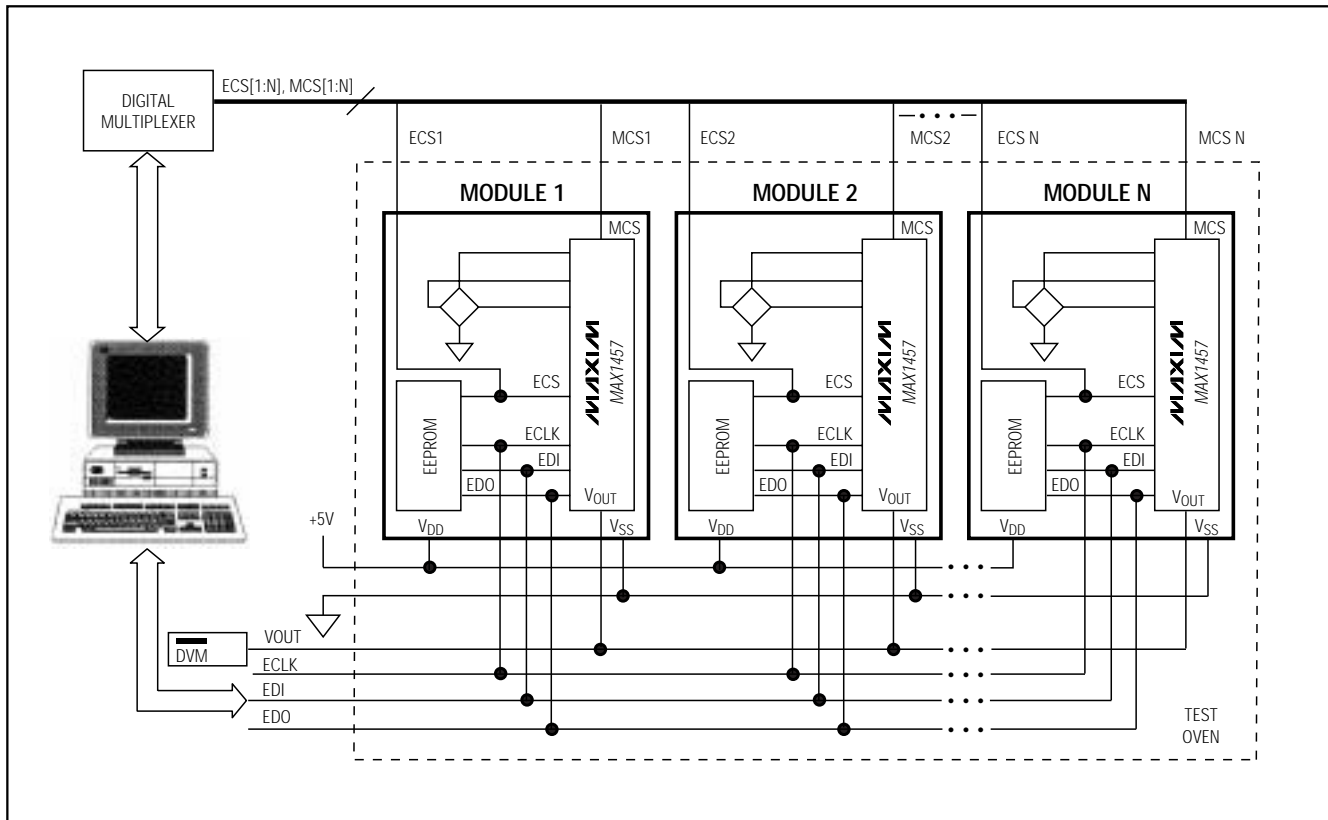 ECS[1:N], MCS[1:N]
DIGITAL
MULTIPLEXER
ECS1
MCS1
ECS2
MCS2
ECS N
MCS N
MODULE 1
MODULE 2
MODULE N
MCS
MCS
MCS
MAXIM
MAX1457
MAXIM
MAX1457
MAXIM
MAX1457
ECS
ECS
ECS
EEPROM
EEPROM
EEPROM
ECLK
ECLK
ECLK
EDI
EDI
EDI
EDO
EDO
EDO
VOUT
VOUT
VOUT
+5V
VDD
VSS
VDD
VSS
VDD
VSS
VOUT
DVM
ECLK
EDI
EDO
TEST
OVEN